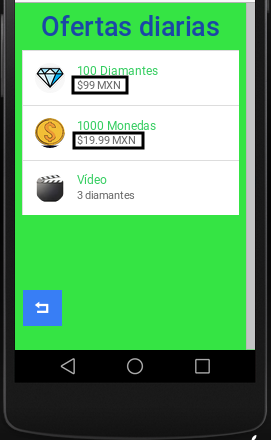 Ofertas diarias
100 Diamantes
$99 MXN
1000 Monedas
$19.99 MXN
Vídeo
3 diamantes